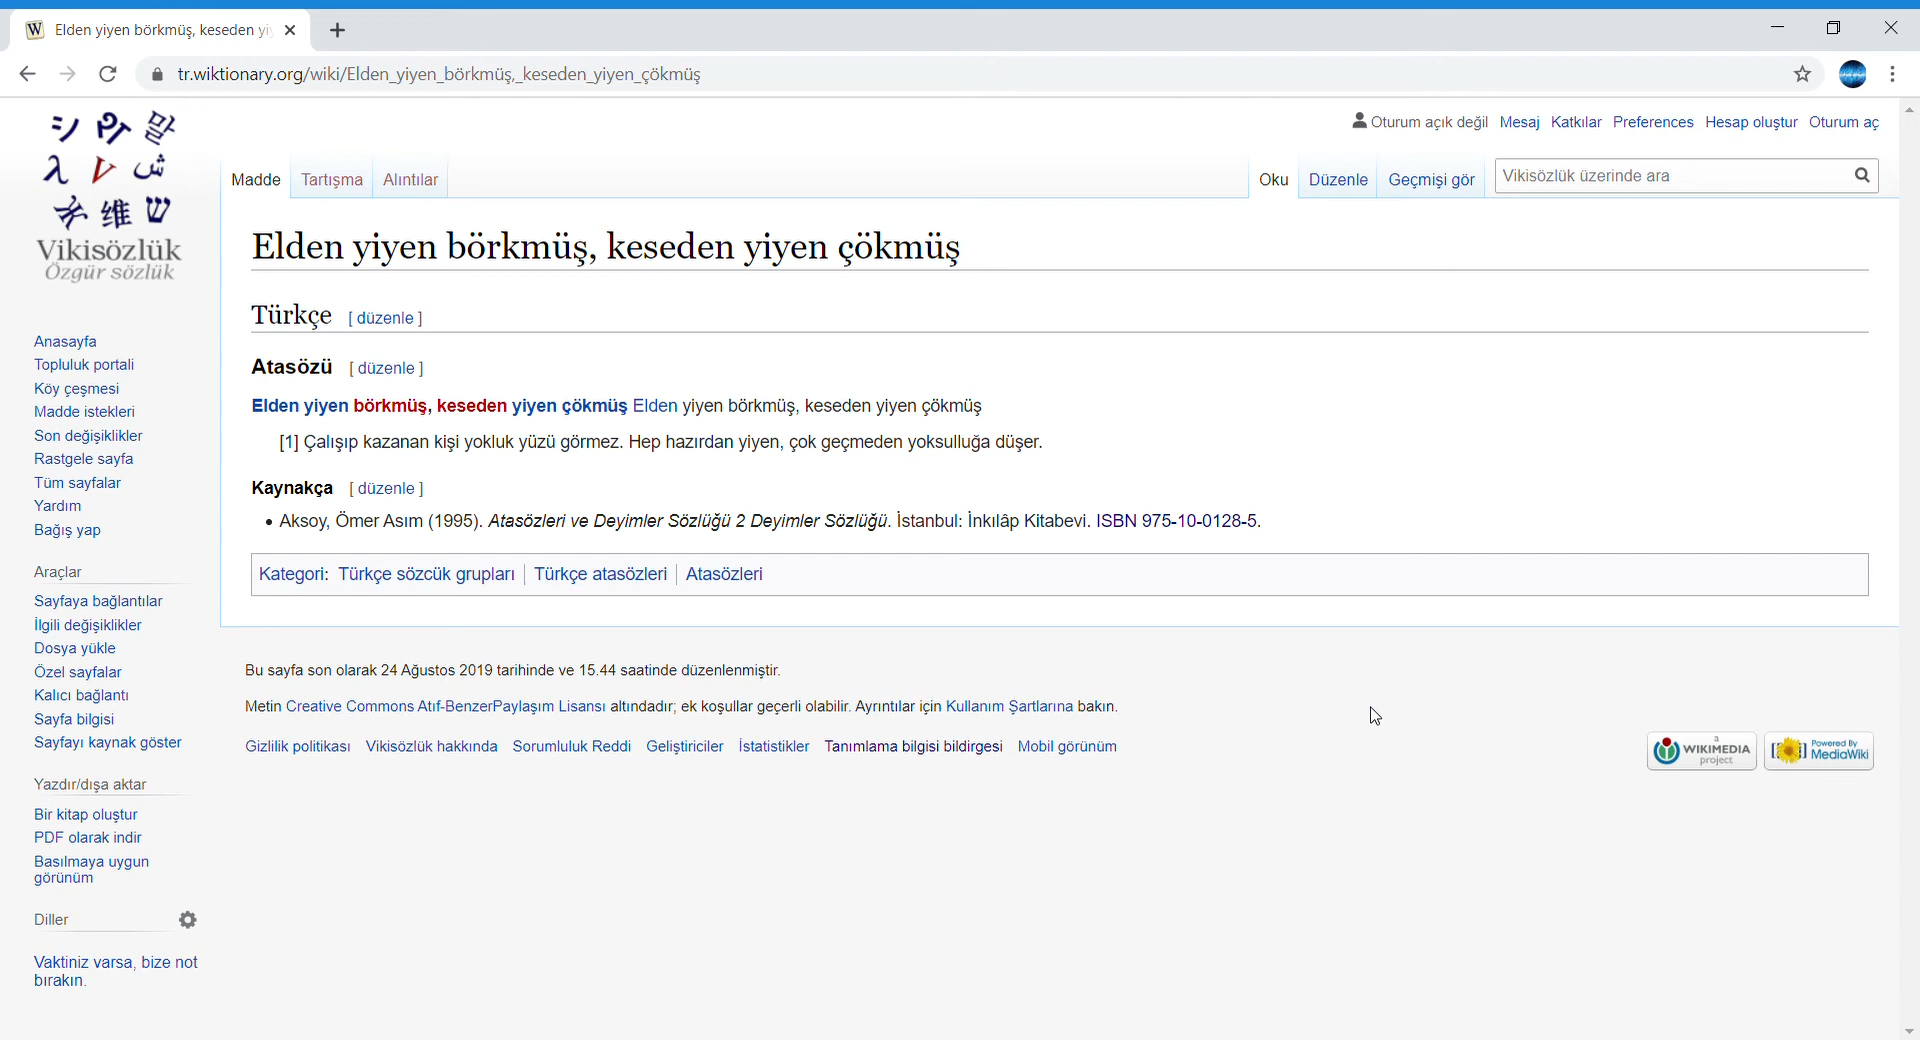 Elden yiyen börkmüş, keseden yi
tr.wiktionary.org/wiki/Elden_yiyen_börkmüş,_keseden_yiyen_çökmüş
Oturum açık değil Mesaj Katkılar Preferences Hesap oluştur Oturum aç
Madde Tartışma Alıntılar Oku Düzenle Geçmişi gör Vikisözlük üzerinde ara
Vikisözlük
Özgür sözlük
Elden yiyen börkmüş, keseden yiyen çökmüş
Türkçe [ düzenle ]
Atasözü [ düzenle ]
Elden yiyen börkmüş, keseden yiyen çökmüş Elden yiyen börkmüş, keseden yiyen çökmüş
[1] Çalışıp kazanan kişi yokluk yüzü görmez. Hep hazırdan yiyen, çok geçmeden yoksulluğa düşer.
Kaynakça [ düzenle ]
• Aksoy, Ömer Asım (1995). Atasözleri ve Deyimler Sözlüğü 2 Deyimler Sözlüğü. İstanbul: İnkılâp Kitabevi. ISBN 975-10-0128-5.
Kategori: Türkçe sözcük grupları | Türkçe atasözleri | Atasözleri
Bu sayfa son olarak 24 Ağustos 2019 tarihinde ve 15.44 saatinde düzenlenmiştir.
Metin Creative Commons Atıf-BenzerPaylaşım Lisansı altındadır; ek koşullar geçerli olabilir. Ayrıntılar için Kullanım Şartlarına bakın.
Gizlilik politikası Vikisözlük hakkında Sorumluluk Reddi Geliştiriciler İstatistikler Tanımlama bilgisi bildirgesi Mobil görünüm
a
WIKIMEDIA
project
Powered By
MediaWiki
Anasayfa
Topluluk portali
Köy çeşmesi
Madde istekleri
Son değişiklikler
Rastgele sayfa
Tüm sayfalar
Yardım
Bağış yap
Araçlar
Sayfaya bağlantılar
İlgili değişiklikler
Dosya yükle
Özel sayfalar
Kalıcı bağlantı
Sayfa bilgisi
Sayfayı kaynak göster
Yazdır/dışa aktar
Bir kitap oluştur
PDF olarak indir
Basılmaya uygun
görünüm
Diller
Vaktiniz varsa, bize not
bırakın.